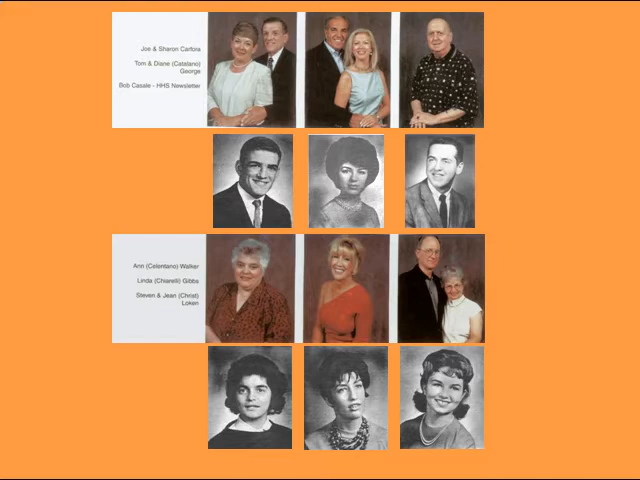 Joe & Sharon Carfora
Tom & Diane (Catalano)
George
Bob Casale - HHS Newsletter
Ann (Celentano) Walker
Linda (Chiarelli) Gibbs
Steven & Jean (Christ)
Loken